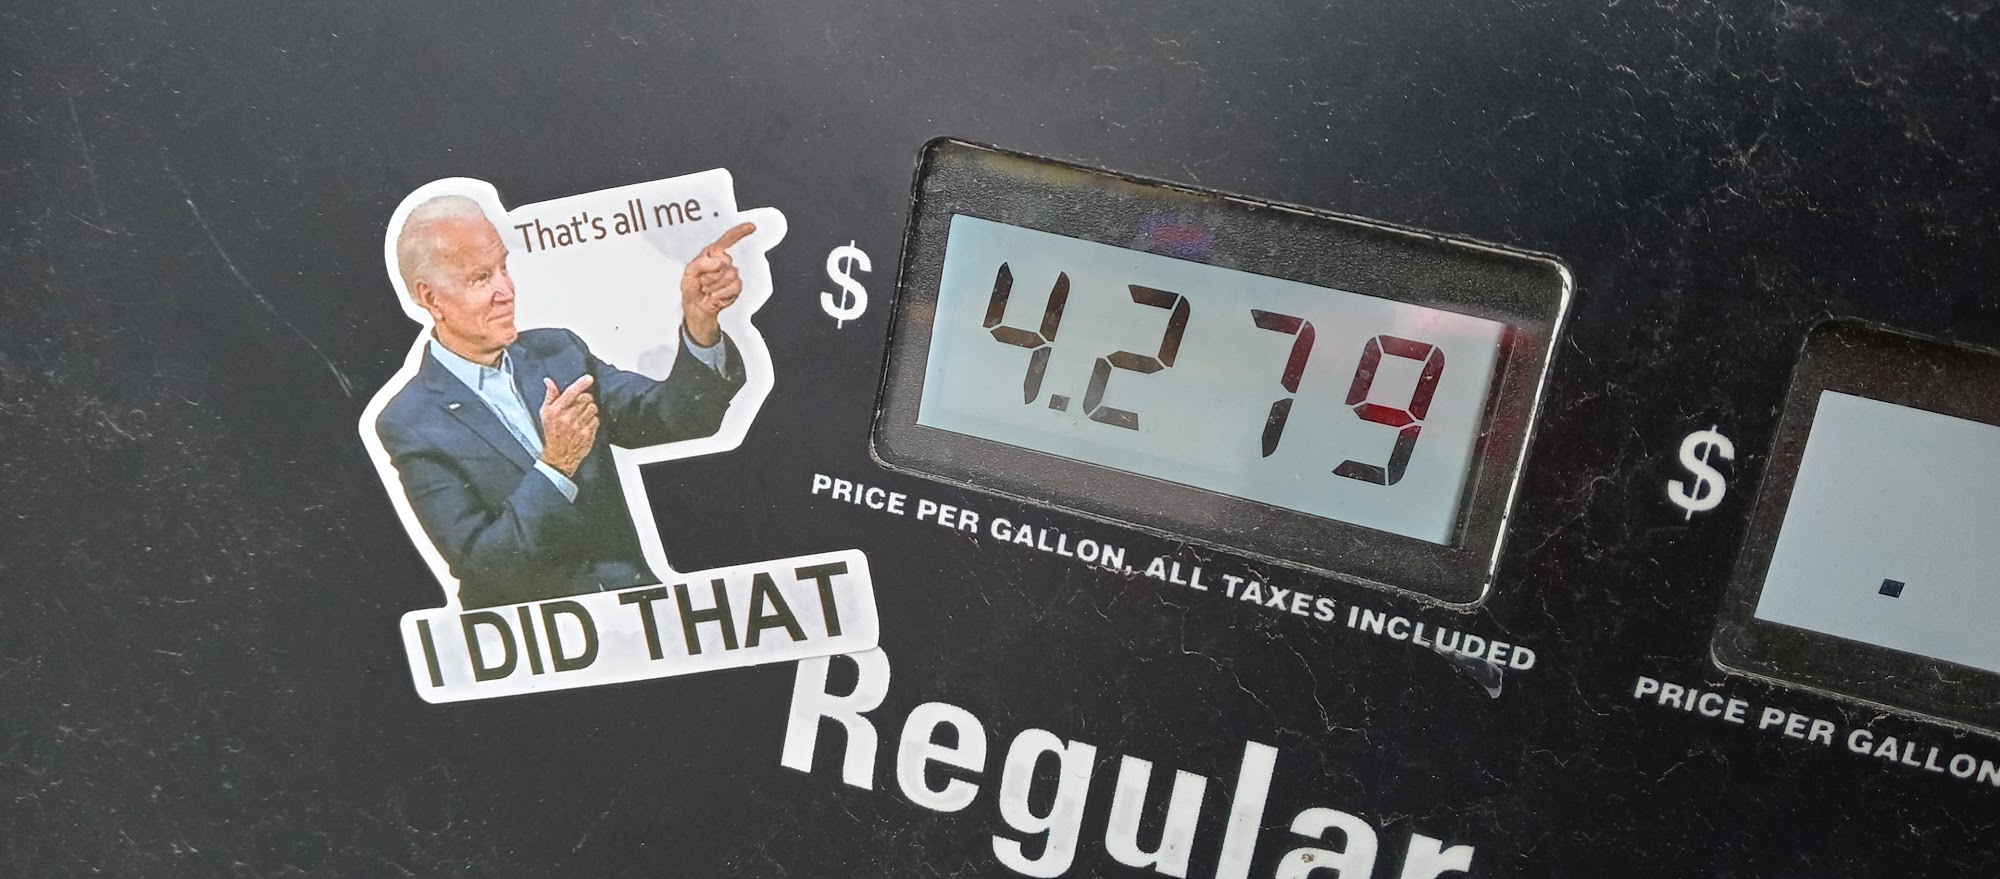 That's all me .
I DID THAT
$ 4.279
PRICE PER GALLON, ALL TAXES INCLUDED
Regular
$ .
PRICE PER GALLON